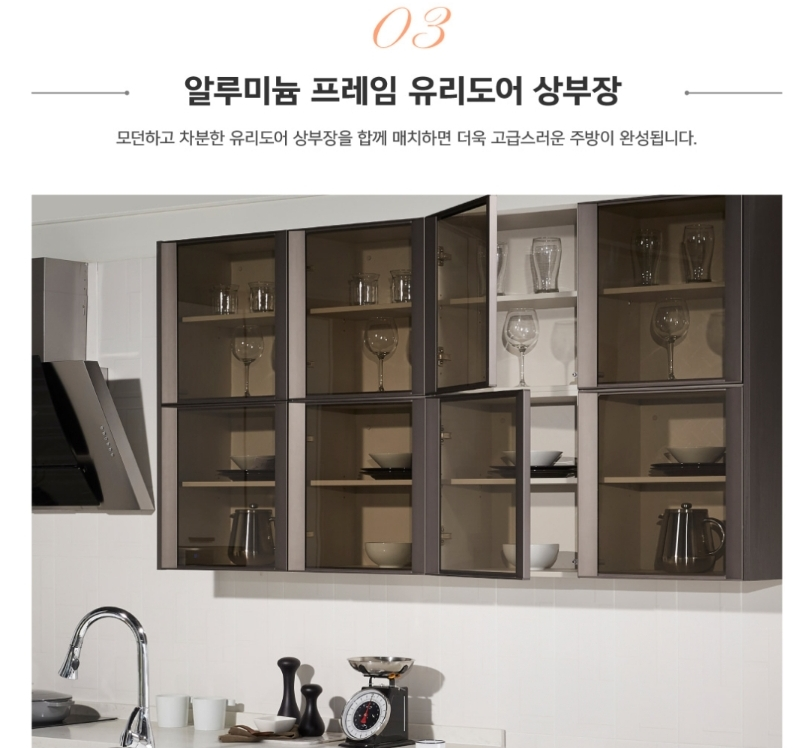 03
알루미늄 프레임 유리도어 상부장
모던하고 차분한 유리도어 상부장을 함께 매치하면 더욱 고급스러운 주방이 완성됩니다.